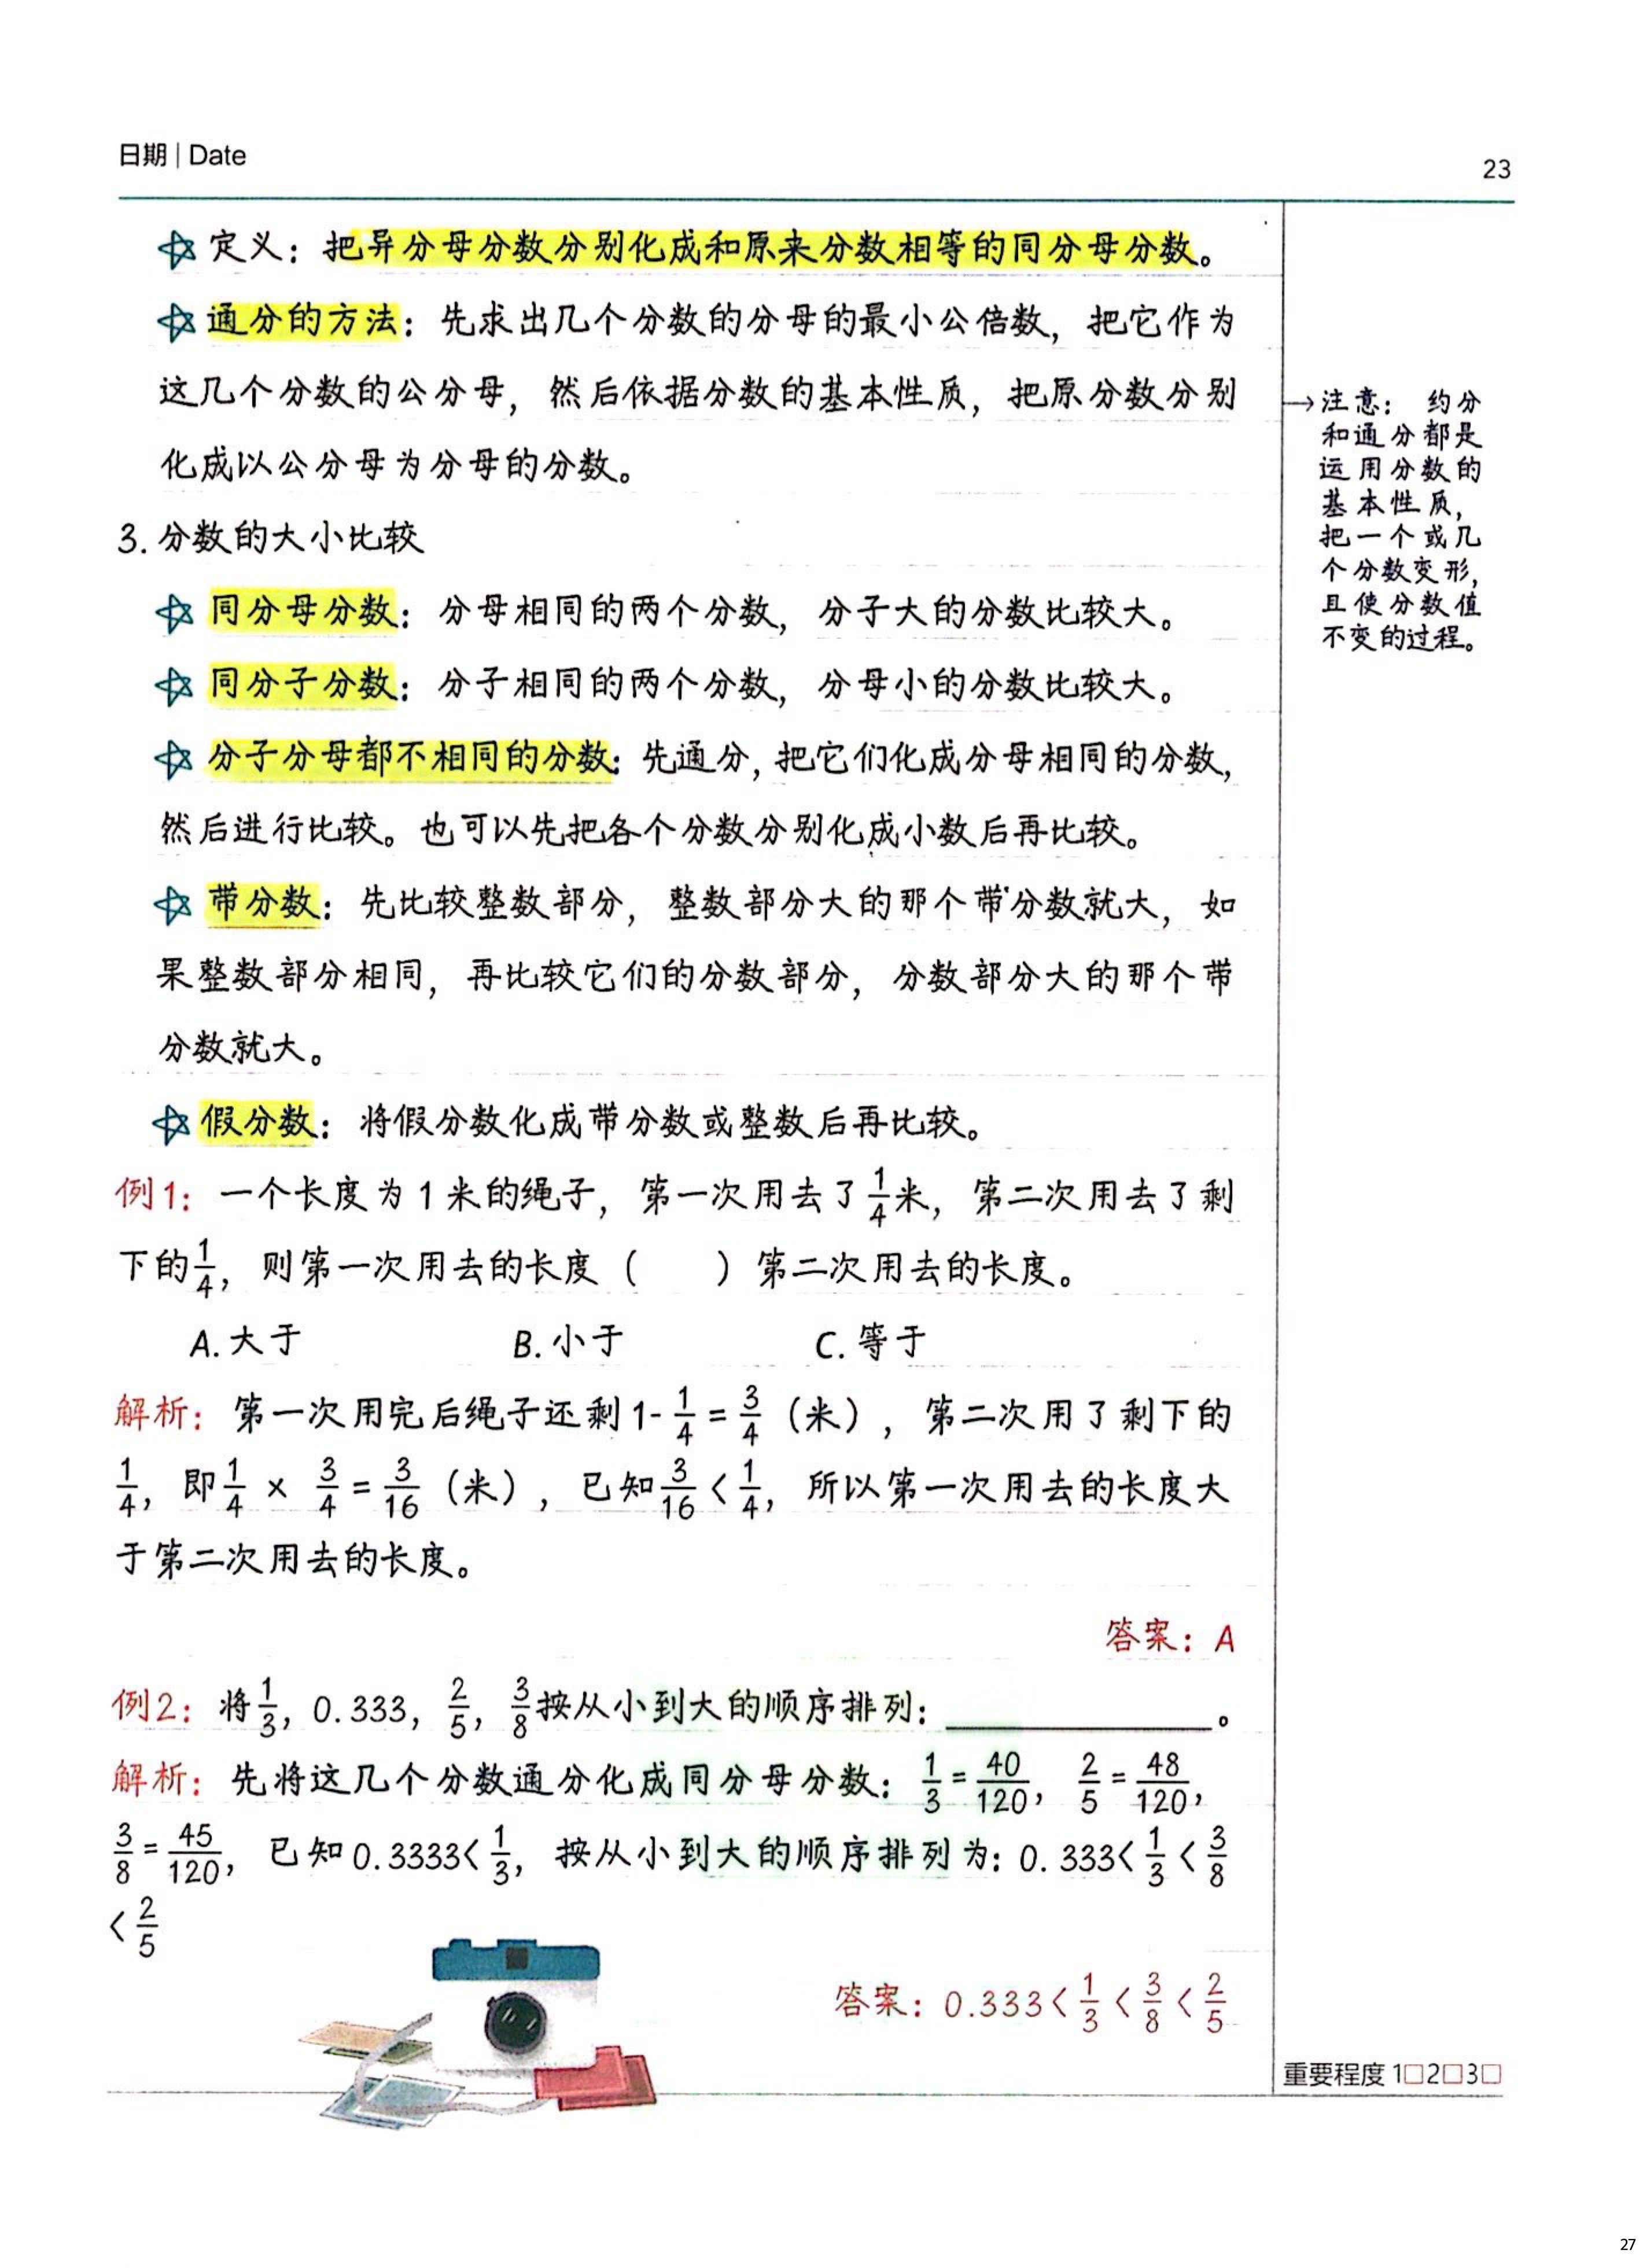 日期 | Date
23
☆ 定义：把异分母分数分别化成和原来分数相等的同分母分数。
☆ 通分的方法：先求出几个分数的分母的最小公倍数，把它作为
这几个分数的公分母，然后依据分数的基本性质，把原分数分别
化成以公分母为分母的分数。
3. 分数的大小比较
☆ 同分母分数：分母相同的两个分数，分子大的分数比较大。
☆ 同分子分数：分子相同的两个分数，分母小的分数比较大。
☆ 分子分母都不相同的分数：先通分，把它们化成分母相同的分数，
然后进行比较。也可以先把各个分数分别化成小数后再比较。
☆ 带分数：先比较整数部分，整数部分大的那个带分数就大，如
果整数部分相同，再比较它们的分数部分，分数部分大的那个带
分数就大。
☆ 假分数：将假分数化成带分数或整数后再比较。
例1：一个长度为1米的绳子，第一次用去了1/4米，第二次用去了剩
下的1/4，则第一次用去的长度（　　）第二次用去的长度。
A. 大于　B. 小于　C. 等于
解析：第一次用完后绳子还剩1-1/4=3/4（米），第二次用了剩下的
1/4，即1/4×3/4=3/16（米），已知3/16<1/4，所以第一次用去的长度大
于第二次用去的长度。
答案：A
例2：将1/3，0.333，2/5，3/8按从小到大的顺序排列：________。
解析：先将这几个分数通分化成同分母分数：1/3=40/120，2/5=48/120，
3/8=45/120，已知0.3333<1/3，按从小到大的顺序排列为：0.333<1/3<3/8
<2/5
答案：0.333<1/3<3/8<2/5
→注意：约分
和通分都是
运用分数的
基本性质，
把一个或几
个分数变形，
且使分数值
不变的过程。
重要程度 1□2□3□
27